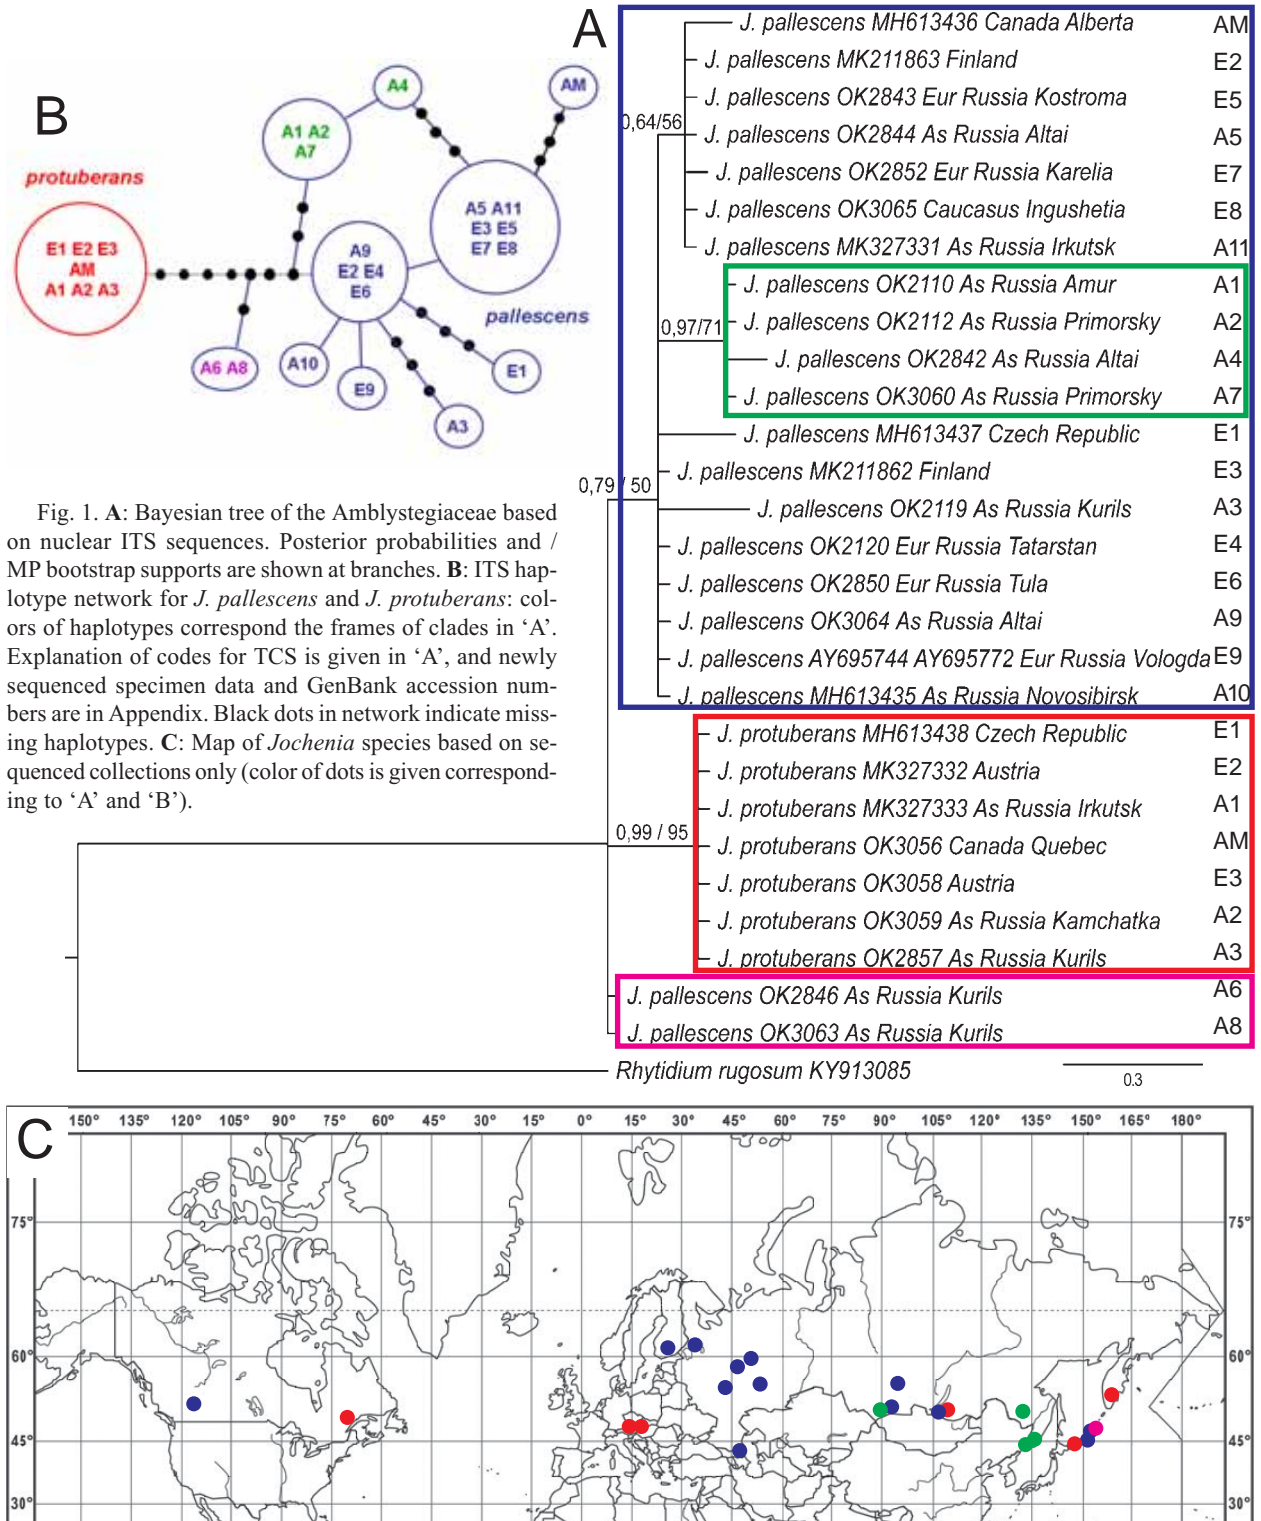 A
J. pallescens MH613436 Canada Alberta AM
J. pallescens MK211863 Finland E2
J. pallescens OK2843 Eur Russia Kostroma E5
0,64/56
J. pallescens OK2844 As Russia Altai A5
J. pallescens OK2852 Eur Russia Karelia E7
J. pallescens OK3065 Caucasus Ingushetia E8
J. pallescens MK327331 As Russia Irkutsk A11
J. pallescens OK2110 As Russia Amur A1
0,97/71
J. pallescens OK2112 As Russia Primorsky A2
J. pallescens OK2842 As Russia Altai A4
J. pallescens OK3060 As Russia Primorsky A7
J. pallescens MH613437 Czech Republic E1
J. pallescens MK211862 Finland E3
0,79 / 50
J. pallescens OK2119 As Russia Kurils A3
J. pallescens OK2120 Eur Russia Tatarstan E4
J. pallescens OK2850 Eur Russia Tula E6
J. pallescens OK3064 As Russia Altai A9
J. pallescens AY695744 AY695772 Eur Russia Vologda E9
J. pallescens MH613435 As Russia Novosibirsk A10
J. protuberans MH613438 Czech Republic E1
J. protuberans MK327332 Austria E2
J. protuberans MK327333 As Russia Irkutsk A1
0,99 / 95
J. protuberans OK3056 Canada Quebec AM
J. protuberans OK3058 Austria E3
J. protuberans OK3059 As Russia Kamchatka A2
J. protuberans OK2857 As Russia Kurils A3
J. pallescens OK2846 As Russia Kurils A6
J. pallescens OK3063 As Russia Kurils A8
Rhytidium rugosum KY913085
0.3
B
A4
AM
A1 A2
A7
protuberans
E1 E2 E3
AM
A1 A2 A3
A5 A11
E3 E5
E7 E8
A9
E2 E4
E6
pallescens
A6 A8
A10
E9
E1
A3
Fig. 1. A: Bayesian tree of the Amblystegiaceae based
on nuclear ITS sequences. Posterior probabilities and /
MP bootstrap supports are shown at branches. B: ITS hap-
lotype network for J. pallescens and J. protuberans: col-
ors of haplotypes correspond the frames of clades in ‘A’.
Explanation of codes for TCS is given in ‘A’, and newly
sequenced specimen data and GenBank accession num-
bers are in Appendix. Black dots in network indicate miss-
ing haplotypes. C: Map of Jochenia species based on se-
quenced collections only (color of dots is given correspond-
ing to ‘A’ and ‘B’).
C
150° 135° 120° 105° 90° 75° 60° 45° 30° 15° 0° 15° 30° 45° 60° 75° 90° 105° 120° 135° 150° 165° 180°
75° 75°
60° 60°
45° 45°
30° 30°